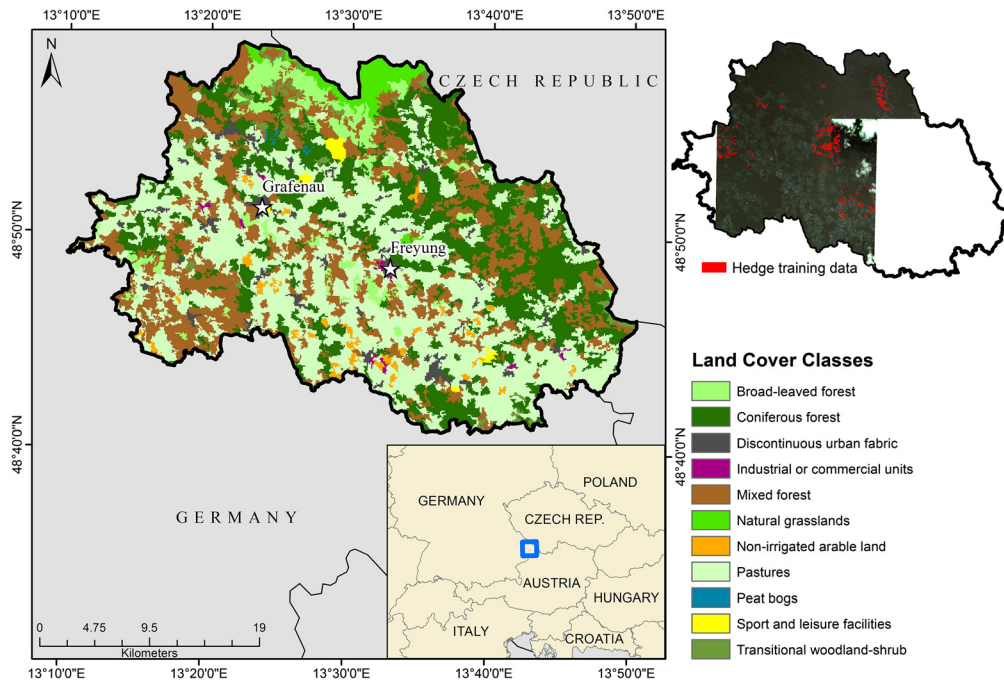 13°10'0"E
13°20'0"E
13°30'0"E
13°40'0"E
13°50'0"E
N
CZECH REPUBLIC
Grafenau
Freyung
48°50'0"N
48°50'0"N
Hedge training data
Land Cover Classes
Broad-leaved forest
Coniferous forest
Discontinuous urban fabric
Industrial or commercial units
Mixed forest
Natural grasslands
Non-irrigated arable land
Pastures
Peat bogs
Sport and leisure facilities
Transitional woodland-shrub
48°40'0"N
48°40'0"N
GERMANY
GERMANY
POLAND
CZECH REP.
AUSTRIA
HUNGARY
ITALY
CROATIA
0 4.75 9.5 19
Kilometers
13°10'0"E
13°20'0"E
13°30'0"E
13°40'0"E
13°50'0"E